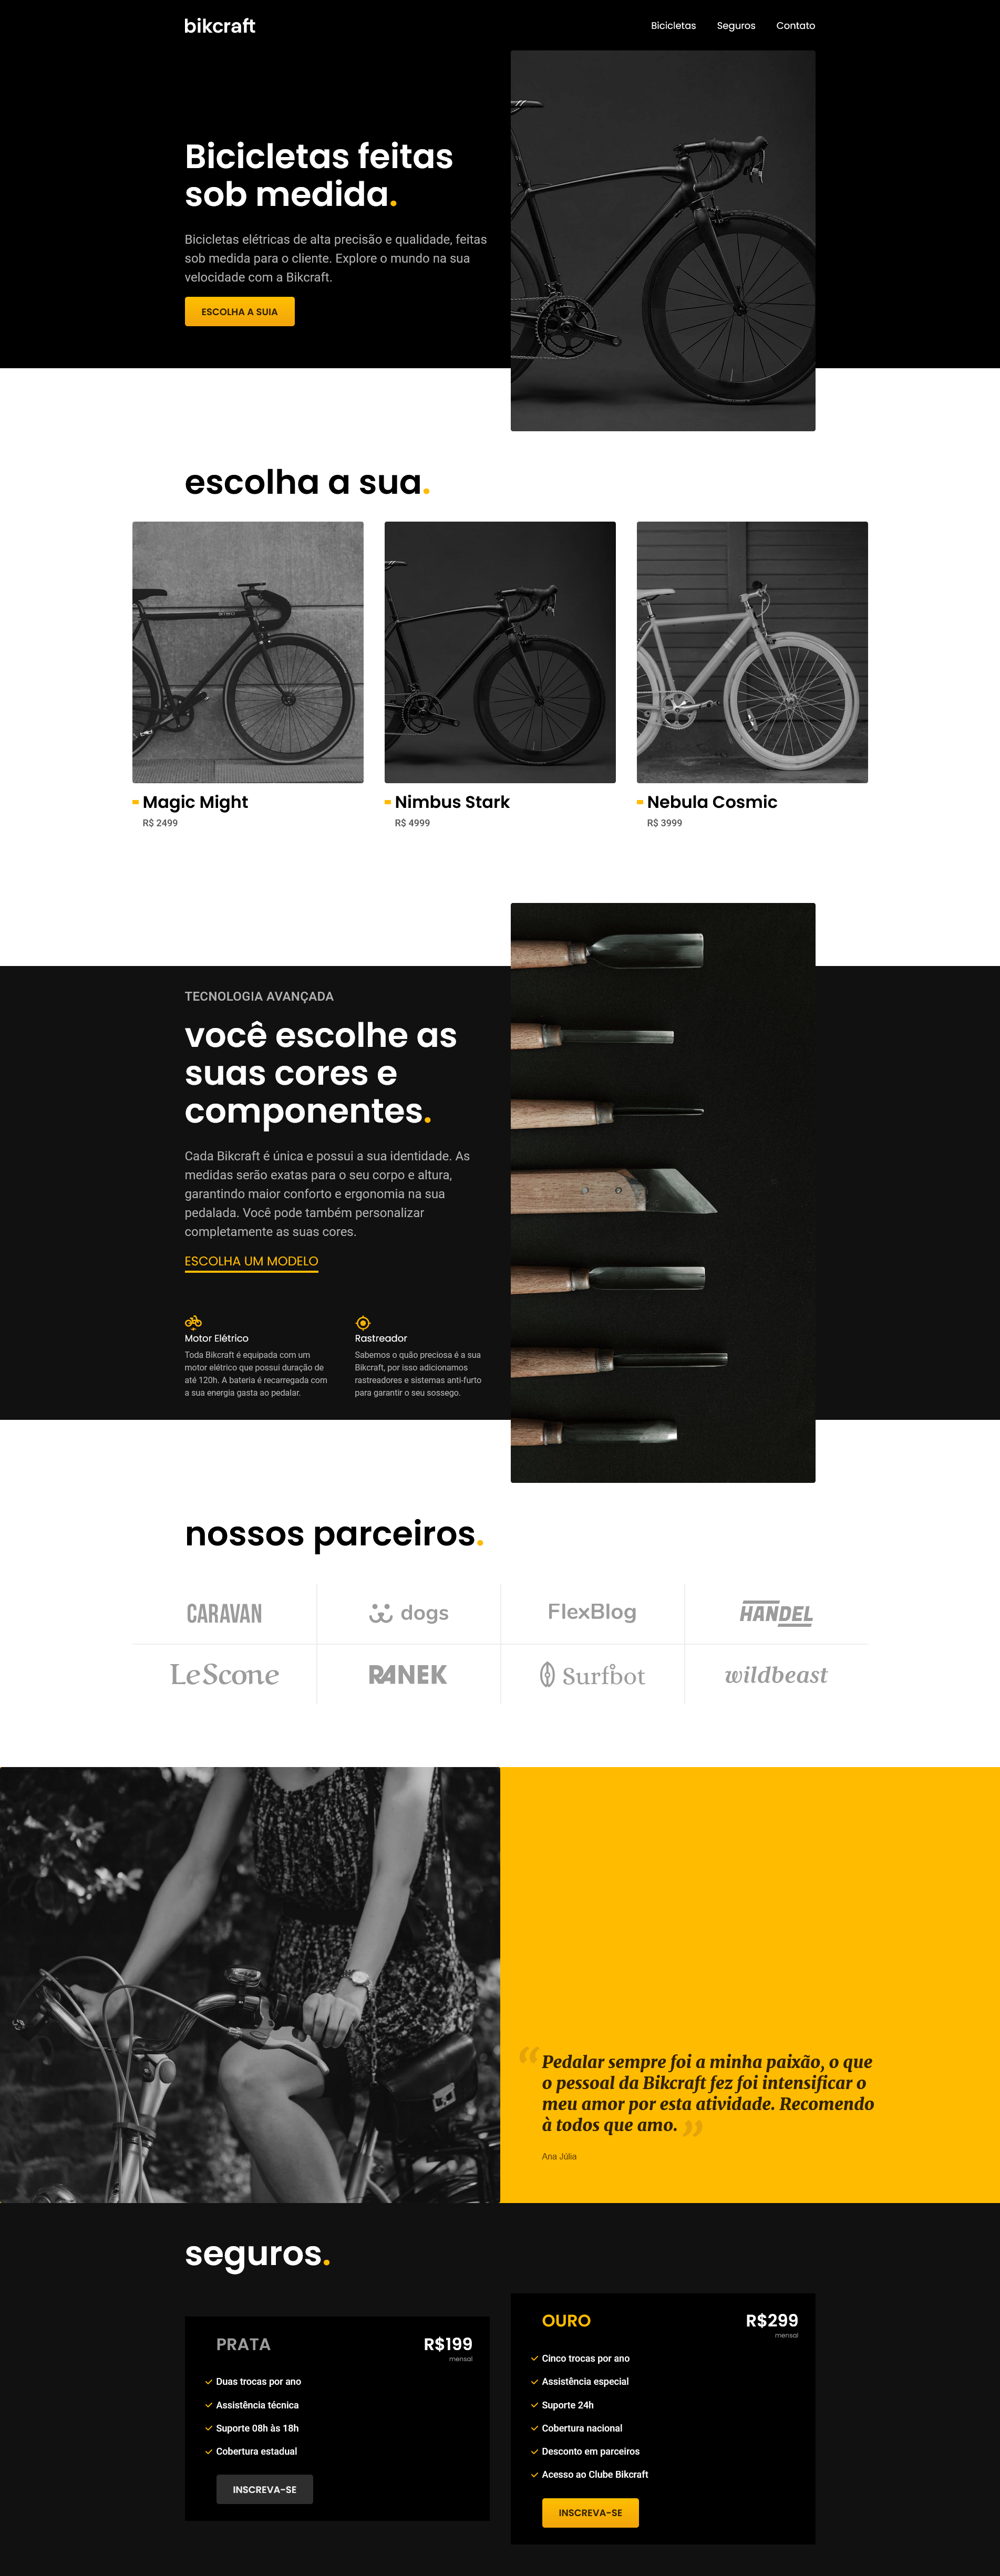 bikcraft
Bicicletas
Seguros
Contato
Bicicletas feitas
sob medida.
Bicicletas elétricas de alta precisão e qualidade, feitas
sob medida para o cliente. Explore o mundo na sua
velocidade com a Bikcraft.
ESCOLHA A SUIA
escolha a sua.
Magic Might
R$ 2499
Nimbus Stark
R$ 4999
Nebula Cosmic
R$ 3999
TECNOLOGIA AVANÇADA
você escolhe as
suas cores e
componentes.
Cada Bikcraft é única e possui a sua identidade. As
medidas serão exatas para o seu corpo e altura,
garantindo maior conforto e ergonomia na sua
pedalada. Você pode também personalizar
completamente as suas cores.
ESCOLHA UM MODELO
Motor Elétrico
Toda Bikcraft é equipada com um
motor elétrico que possui duração de
até 120h. A bateria é recarregada com
a sua energia gasto ao pedalar.
Rastreador
Sabemos o quão preciosa é a sua
Bikcraft, por isso adicionamos
rastreadores e sistemas anti-furto
para garantir o seu sossego.
nossos parceiros.
CARAVAN
dogs
FlexBlog
HANDEL
LeScone
RANEK
Surfbot
wildbeast
“Pedalar sempre foi a minha paixão, o que
o pessoal da Bikcraft fez foi intensificar o
meu amor por esta atividade. Recomendo
à todos que amo.”
Ana Júlia
seguros.
PRATA
R$199
mensal
Duas trocas por ano
Assistência técnica
Suporte 08h às 18h
Cobertura estadual
INSCREVA-SE
OURO
R$299
mensal
Cinco trocas por ano
Assistência especial
Suporte 24h
Cobertura nacional
Desconto em parceiros
Acesso ao Clube Bikcraft
INSCREVA-SE